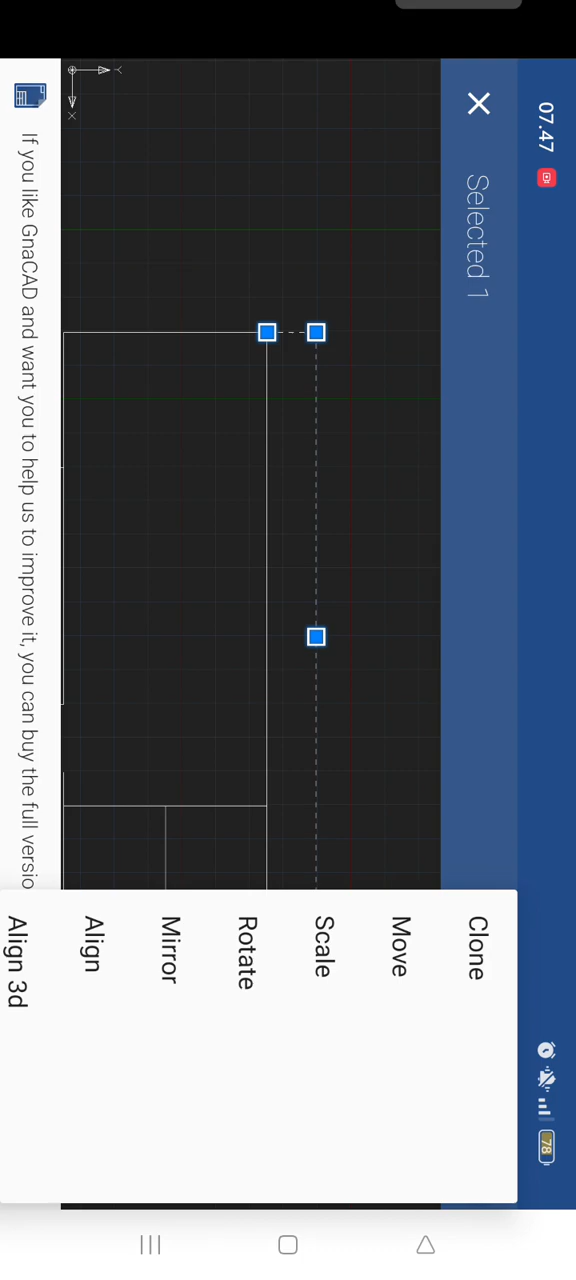 07.47
78
Selected 1
Y
X
Clone
Move
Scale
Rotate
Mirror
Align
Align 3d
If you like GnaCAD and want you to help us to improve it, you can buy the full versio